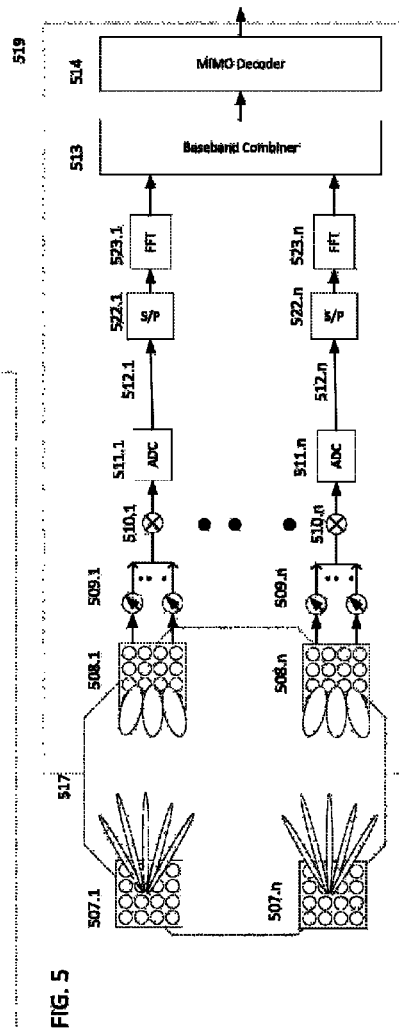 519
514
MIMO Decoder
513
Baseband Combiner
523.1
FFT
523.n
FFT
522.1
S/P
522.n
S/P
512.1
512.n
511.1
ADC
511.n
ADC
510.1
510.n
509.1
509.n
508.1
508.n
517
507.1
507.n
FIG. 5